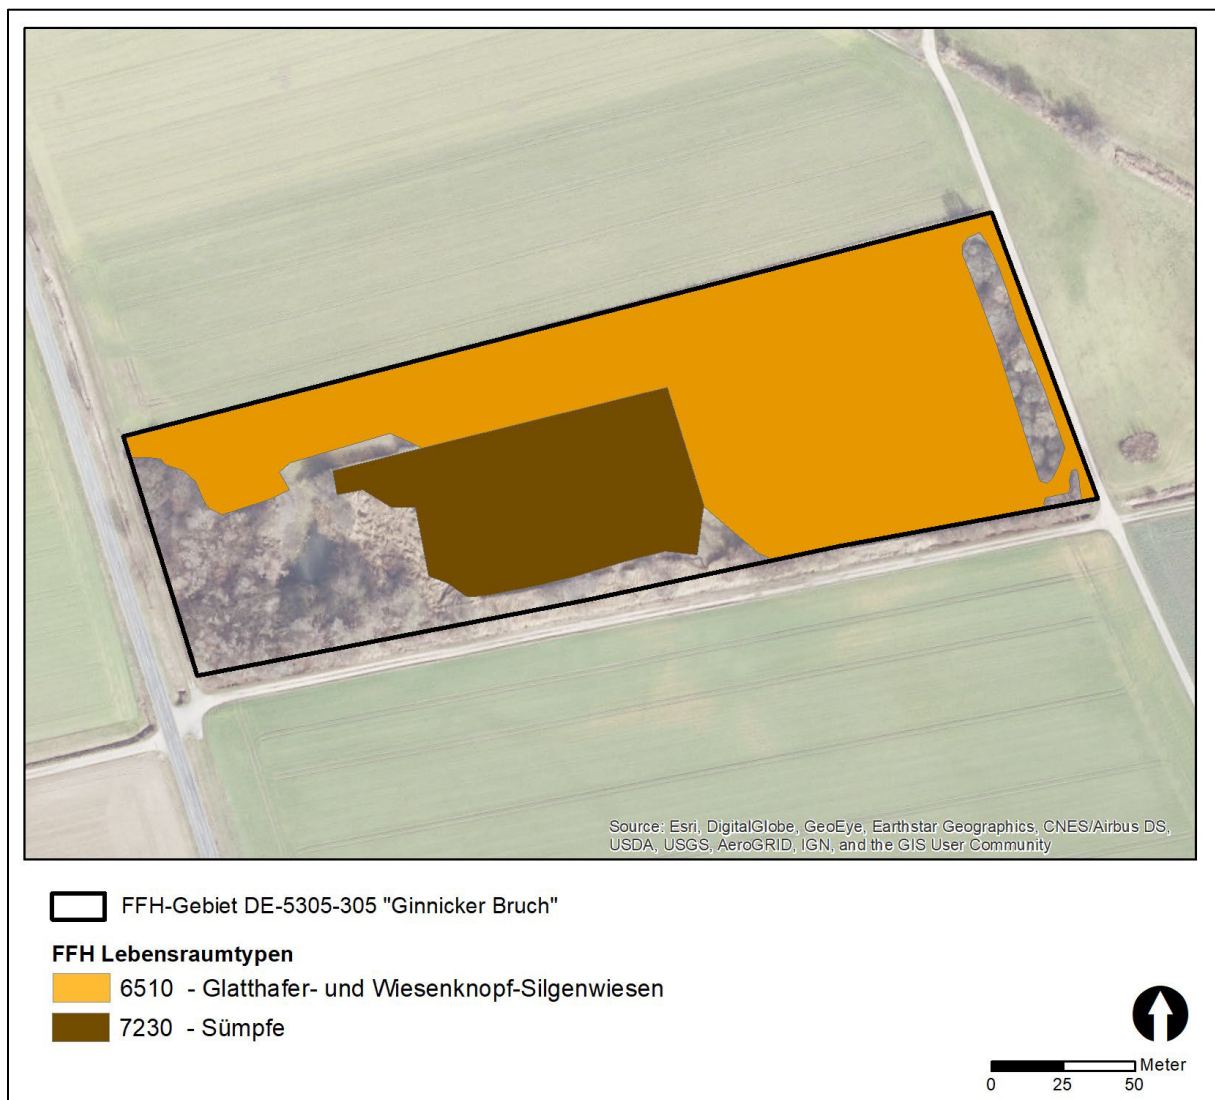 Source: Esri, DigitalGlobe, GeoEye, Earthstar Geographics, CNES/Airbus DS,
USDA, USGS, AeroGRID, IGN, and the GIS User Community
FFH-Gebiet DE-5305-305 "Ginnicker Bruch"
FFH Lebensraumtypen
6510 - Glatthafer- und Wiesenknopf-Silgenwiesen
7230 - Sümpfe
Meter
0 25 50